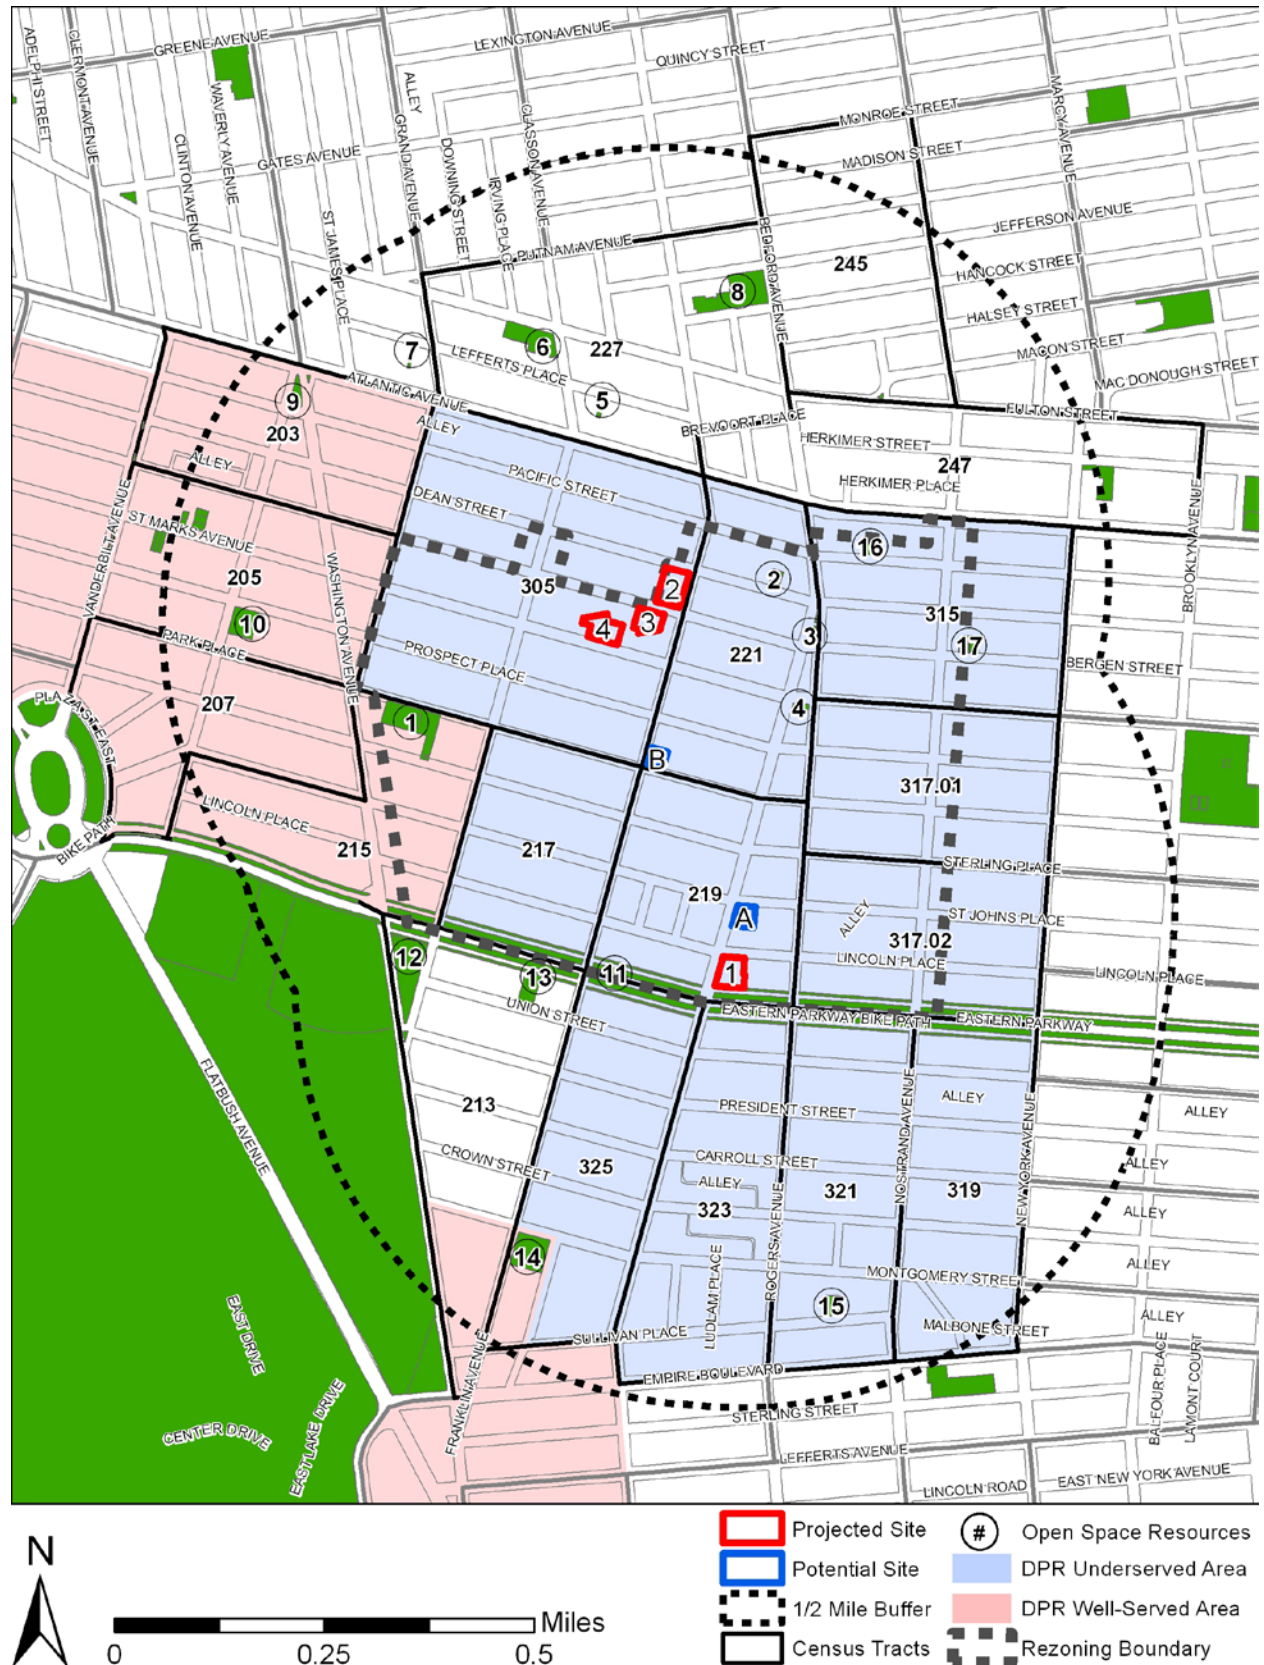 ADELPHI STREET
CLERMONT AVENUE
GREENE AVENUE
WAVERLY AVENUE
CLINTON AVENUE
GATES AVENUE
ST JAMES PLACE
ALLEY
GRAND AVENUE
DOWNING STREET
IRVING PLACE
CLASSON AVENUE
LEXINGTON AVENUE
QUINCY STREET
MONROE STREET
MARCY AVENUE
MADISON STREET
JEFFERSON AVENUE
HANCOCK STREET
HALSEY STREET
MACON STREET
MAC DONOUGH STREET
PUTNAM AVENUE
BEDFORD AVENUE
245
8
7
6
227
LEFFERTS PLACE
5
ATLANTIC AVENUE
ALLEY
BREVOORT PLACE
FULTON STREET
HERKIMER STREET
247
HERKIMER PLACE
9
203
ALLEY
PACIFIC STREET
DEAN STREET
ST MARKS AVENUE
VANDERBILT AVENUE
205
WASHINGTON AVENUE
10
PARK PLACE
207
305
2
3
4
PROSPECT PLACE
2
3
221
4
16
315
17
BERGEN STREET
BROOKLYN AVENUE
1
B
PLAZA STREET EAST
LINCOLN PLACE
215
BIKE PATH
217
219
A
1
317.01
STERLING PLACE
ALLEY
ST JOHNS PLACE
317.02
LINCOLN PLACE
LINCOLN PLACE
12
13
11
UNION STREET
EASTERN PARKWAY BIKE PATH
EASTERN PARKWAY
FLATBUSH AVENUE
213
CROWN STREET
325
PRESIDENT STREET
CARROLL STREET
ALLEY
323
321
319
ALLEY
ALLEY
ALLEY
ALLEY
ALLEY
ALLEY
NOSTRAND AVENUE
NEW YORK AVENUE
ROGERS AVENUE
LUDLAM PLACE
MONTGOMERY STREET
14
15
MALBONE STREET
SULLIVAN PLACE
EMPIRE BOULEVARD
FRANKLIN AVENUE
EAST DRIVE
CENTER DRIVE
EAST LAKE DRIVE
STERLING STREET
LEFFERTS AVENUE
LINCOLN ROAD
EAST NEW YORK AVENUE
BALFOUR PLACE
LAMONT COURT
N
Miles
0 0.25 0.5
Projected Site
Potential Site
1/2 Mile Buffer
Census Tracts
# Open Space Resources
DPR Underserved Area
DPR Well-Served Area
Rezoning Boundary